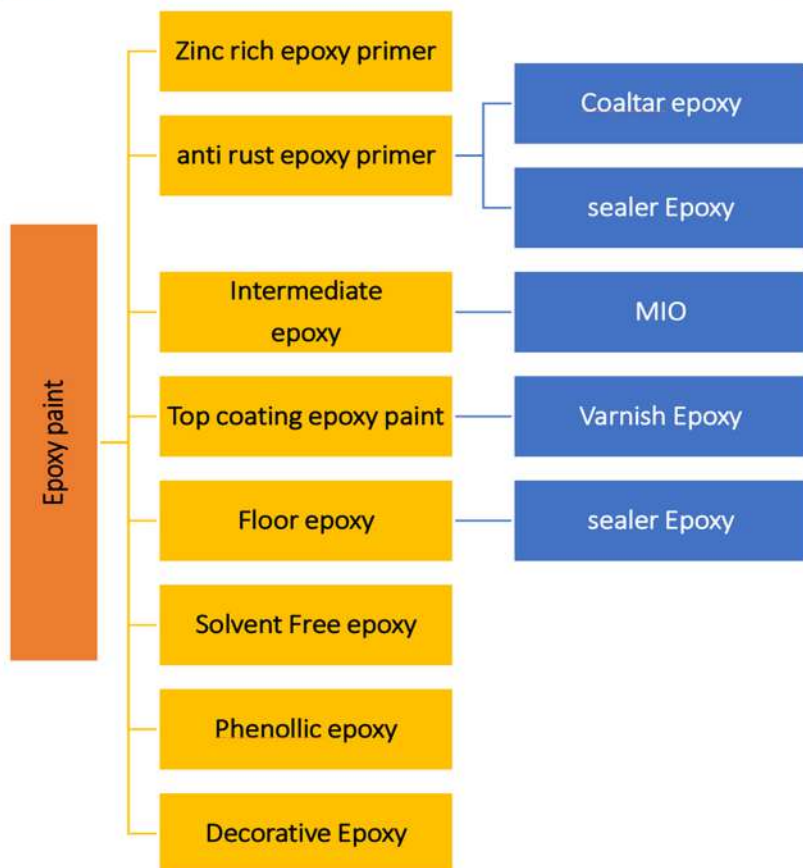 Epoxy paint
Zinc rich epoxy primer
anti rust epoxy primer
Coaltar epoxy
sealer Epoxy
Intermediate
epoxy
MIO
Top coating epoxy paint
Varnish Epoxy
Floor epoxy
sealer Epoxy
Solvent Free epoxy
Phenollic epoxy
Decorative Epoxy